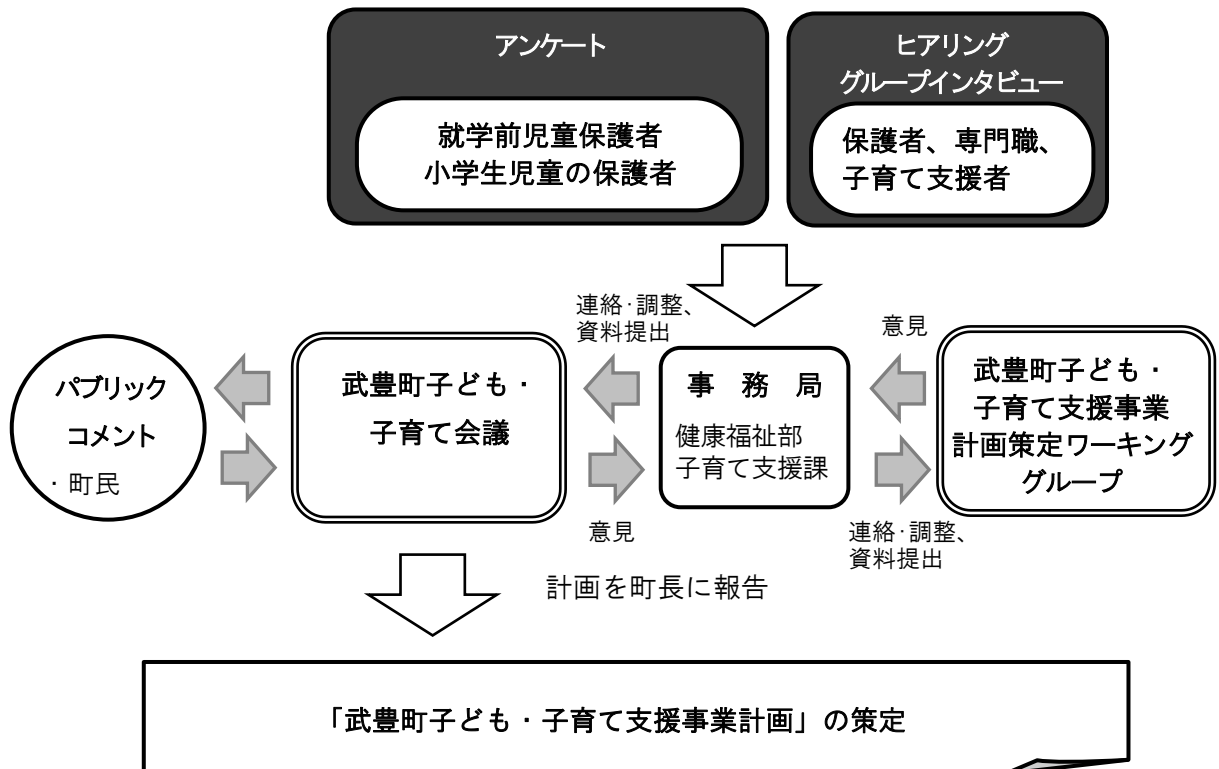 アンケート
就学前児童保護者
小学生児童の保護者
ヒアリング
グループインタビュー
保護者、専門職、
子育て支援者
パブリック
コメント
・町民
武豊町子ども・
子育て会議
連絡・調整、
資料提出
意見
事 務 局
健康福祉部
子育て支援課
意見
連絡・調整、
資料提出
武豊町子ども・
子育て支援事業
計画策定ワーキング
グループ
計画を町長に報告
「武豊町子ども・子育て支援事業計画」の策定